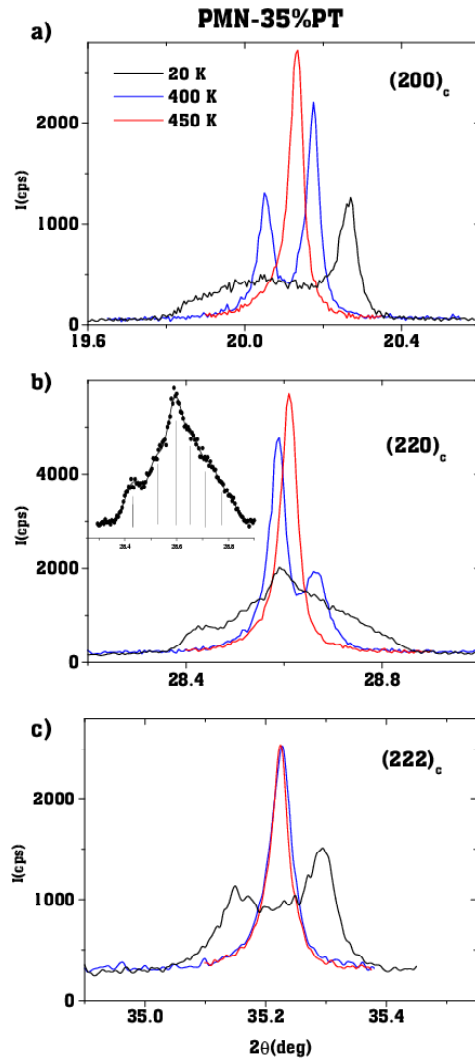 PMN-35%PT
a)
20 K
400 K
450 K
(200)c
I(cps)
2000
1000
0
19.6 20.0 20.4
b)
(220)c
I(cps)
4000
2000
0
28.4 28.6 28.8
28.4 28.8
c)
(222)c
I(cps)
2000
1000
0
35.0 35.2 35.4
2θ(deg)